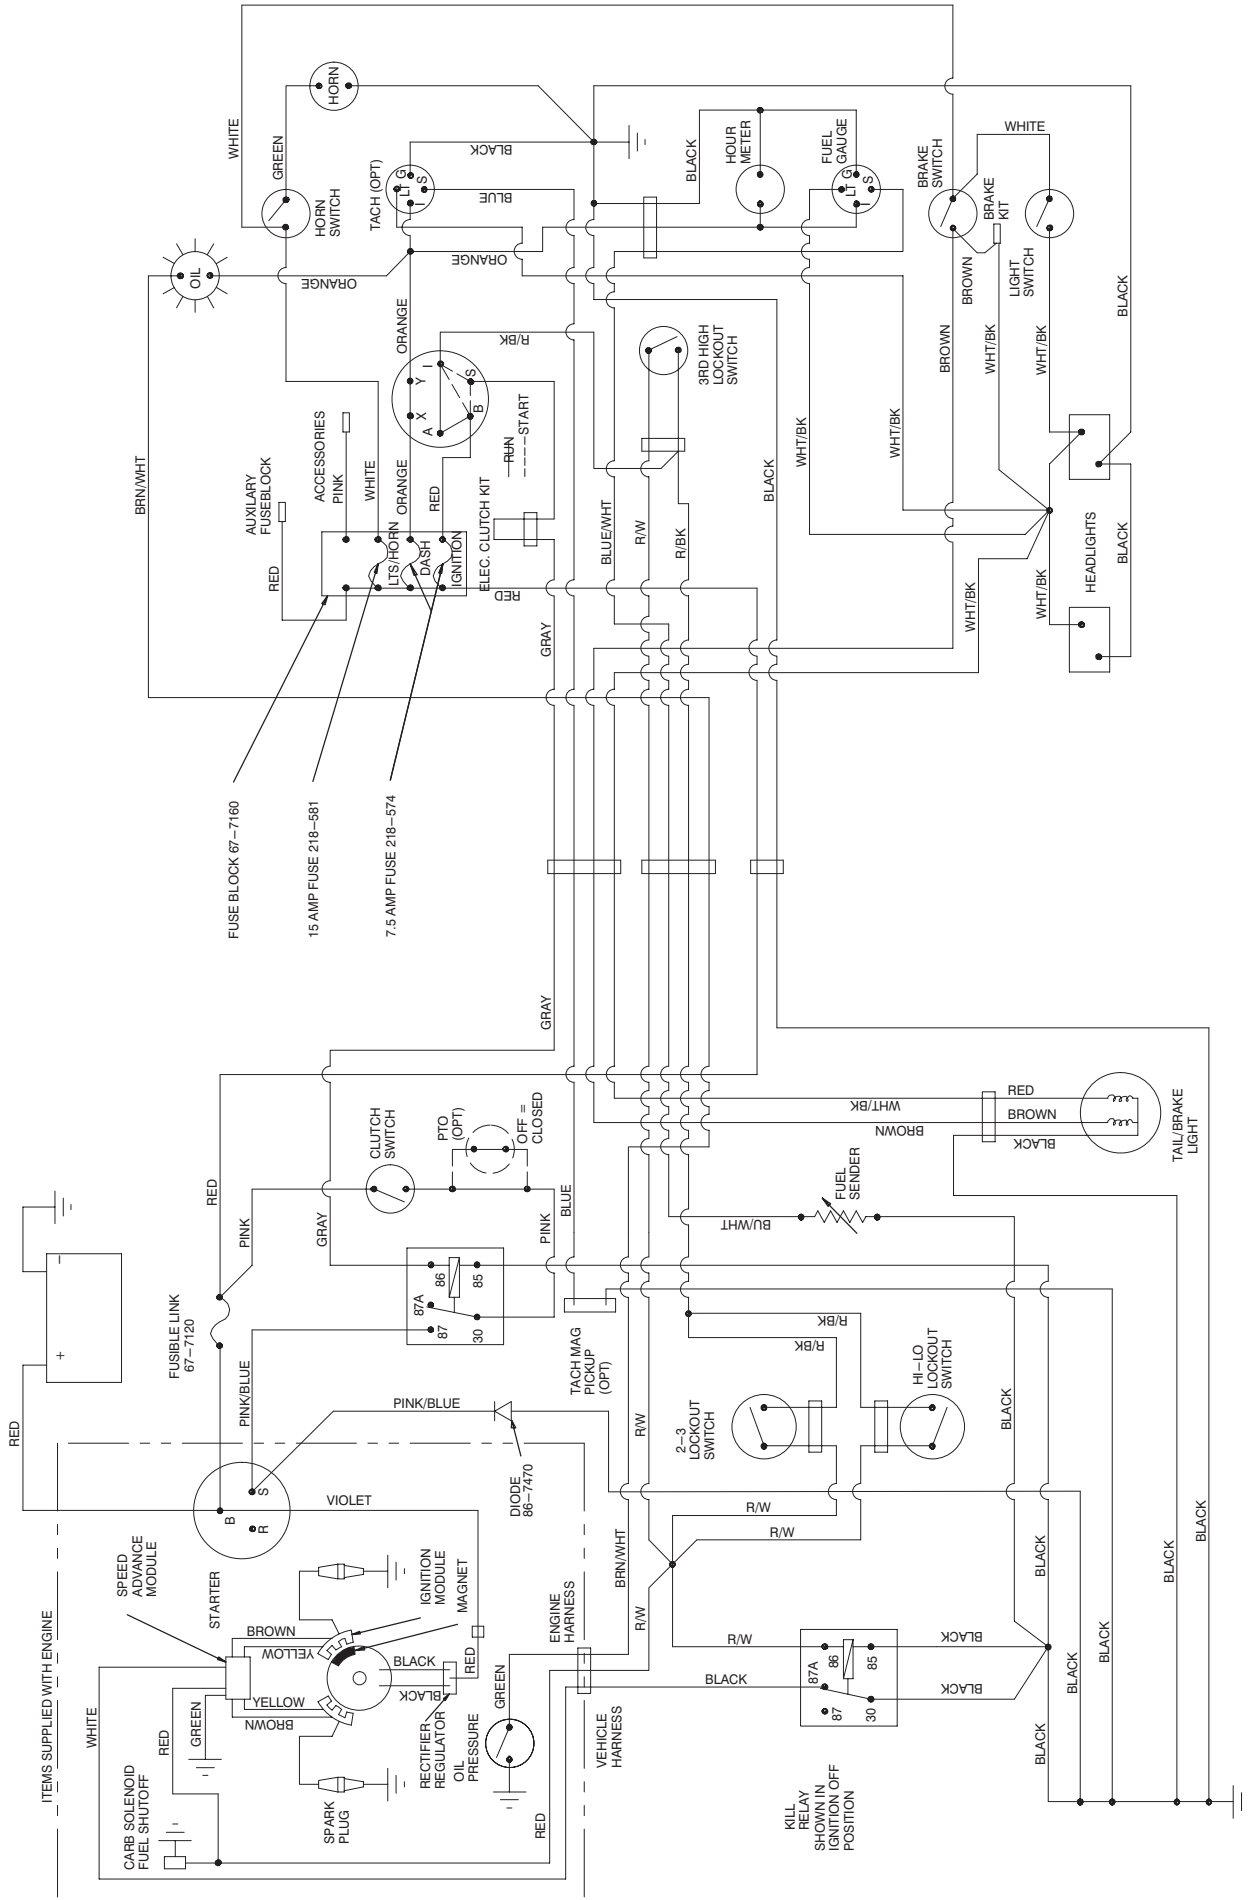 WHITE
GREEN
HORN
HORN
SWITCH
OIL
ORANGE
TACH (OPT)
G
LT
S
I
BLACK
BLUE
ORANGE
BLACK
HOUR
METER
FUEL
GAUGE
G
LT
S
I
BRAKE
SWITCH
WHITE
BRAKE
KIT
BROWN
LIGHT
SWITCH
BRN/WHT
ORANGE
R/BK
A
X
Y
I
B
S
RUN
START
3RD HIGH
LOCKOUT
SWITCH
BROWN
WHT/BK
WHT/BK
BLACK
ACCESSORIES
PINK
AUXILARY
FUSEBLOCK
WHITE
ORANGE
RED
RED
LTS/HORN
DASH
IGNITION
ELEC. CLUTCH KIT
RED
GRAY
BLUE/WHT
R/W
R/BK
BLACK
WHT/BK
WHT/BK
WHT/BK
WHT/BK
HEADLIGHTS
BLACK
FUSE BLOCK 67–7160
15 AMP FUSE 218–581
7.5 AMP FUSE 218–574
GRAY
RED
PINK
GRAY
CLUTCH
SWITCH
PTO
(OPT)
OFF =
CLOSED
PINK
BLUE
WHT/BK
BROWN
RED
BROWN
BLACK
TAIL/BRAKE
LIGHT
FUEL
SENDER
BU/WHT
–
+
RED
FUSIBLE LINK
67–7120
PINK/BLUE
86
85
87A
87
30
TACH MAG
PICKUP
(OPT)
R/BK
R/BK
HI–LO
LOCKOUT
SWITCH
2–3
LOCKOUT
SWITCH
BLACK
PINK/BLUE
DIODE
86–7470
R/W
R/W
R/W
BLACK
BLACK
BLACK
BLACK
BLACK
ITEMS SUPPLIED WITH ENGINE
SPEED
ADVANCE
MODULE
STARTER
B
R
S
VIOLET
IGNITION
MODULE
MAGNET
BROWN
YELLOW
YELLOW
BROWN
BLACK
BLACK
RED
RECTIFIER
REGULATOR
WHITE
RED
GREEN
CARB SOLENOID
FUEL SHUTOFF
SPARK
PLUG
OIL
PRESSURE
GREEN
RED
ENGINE
HARNESS
VEHICLE
HARNESS
BRN/WHT
R/W
R/W
BLACK
87A
86
85
87
30
BLACK
BLACK
BLACK
KILL
RELAY
SHOWN IN
IGNITION OFF
POSITION